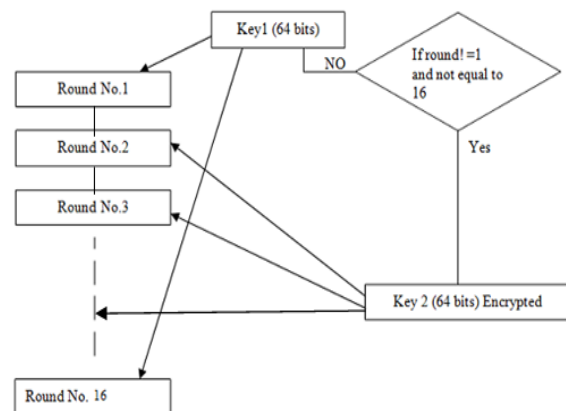 Key1 (64 bits)
If round! =1
and not equal to
16
NO
Round No.1
Round No.2
Yes
Round No.3
Key 2 (64 bits) Encrypted
Round No. 16